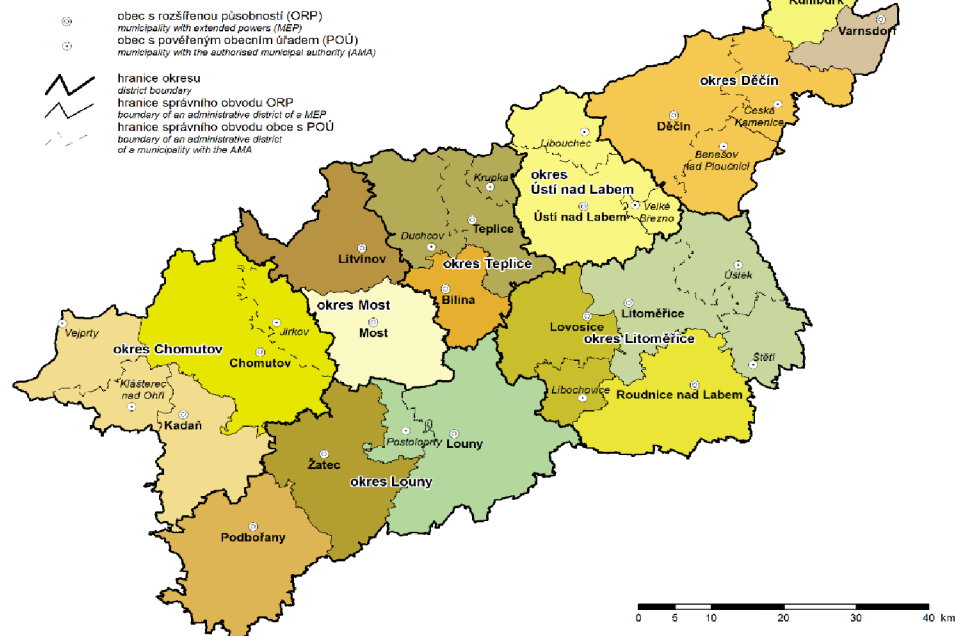 obec s rozšířenou působností (ORP)
municipality with extended powers (MEP)
obec s pověřeným obecním úřadem (POÚ)
municipality with the authorised municipal authority (AMA)
hranice okresu
district boundary
hranice správního obvodu ORP
boundary of an administrative district of a MEP
hranice správního obvodu obce s POÚ
boundary of an administrative district
of a municipality with the AMA
Varnsdorf
okres Děčín
Děčín
Česká
Kamenice
Benešov
nad Ploučnicí
Libouchec
okres
Ústí nad Labem
Ústí nad Labem
Velké
Březno
Krupka
Teplice
Duchcov
okres Teplice
Bílina
Litvínov
okres Most
Most
Úštěk
Litoměřice
Lovosice
okres Litoměřice
Štětí
Libochovice
Roudnice nad Labem
Vejprty
Jirkov
okres Chomutov
Chomutov
Klášterec
nad Ohří
Kadaň
Postoloprty
Louny
Žatec
okres Louny
Podbořany
0 5 10 20 30 40 km